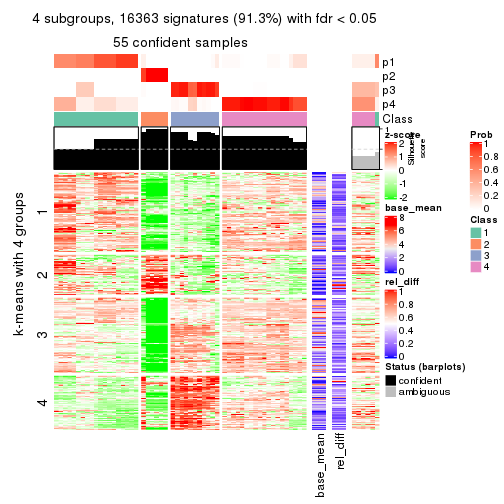 4 subgroups, 16363 signatures (91.3%) with fdr < 0.05
55 confident samples
p1
p2
p3
p4
Class
1
Silhouette
score
z-score
2
1
0
-1
-2
base_mean
8
6
4
2
0
rel_diff
1
0.8
0.6
0.4
0.2
0
Status (barplots)
confident
ambiguous
Prob
1
0.8
0.6
0.4
0.2
0
Class
1
2
3
4
k-means with 4 groups
1
2
3
4
base_mean
rel_diff